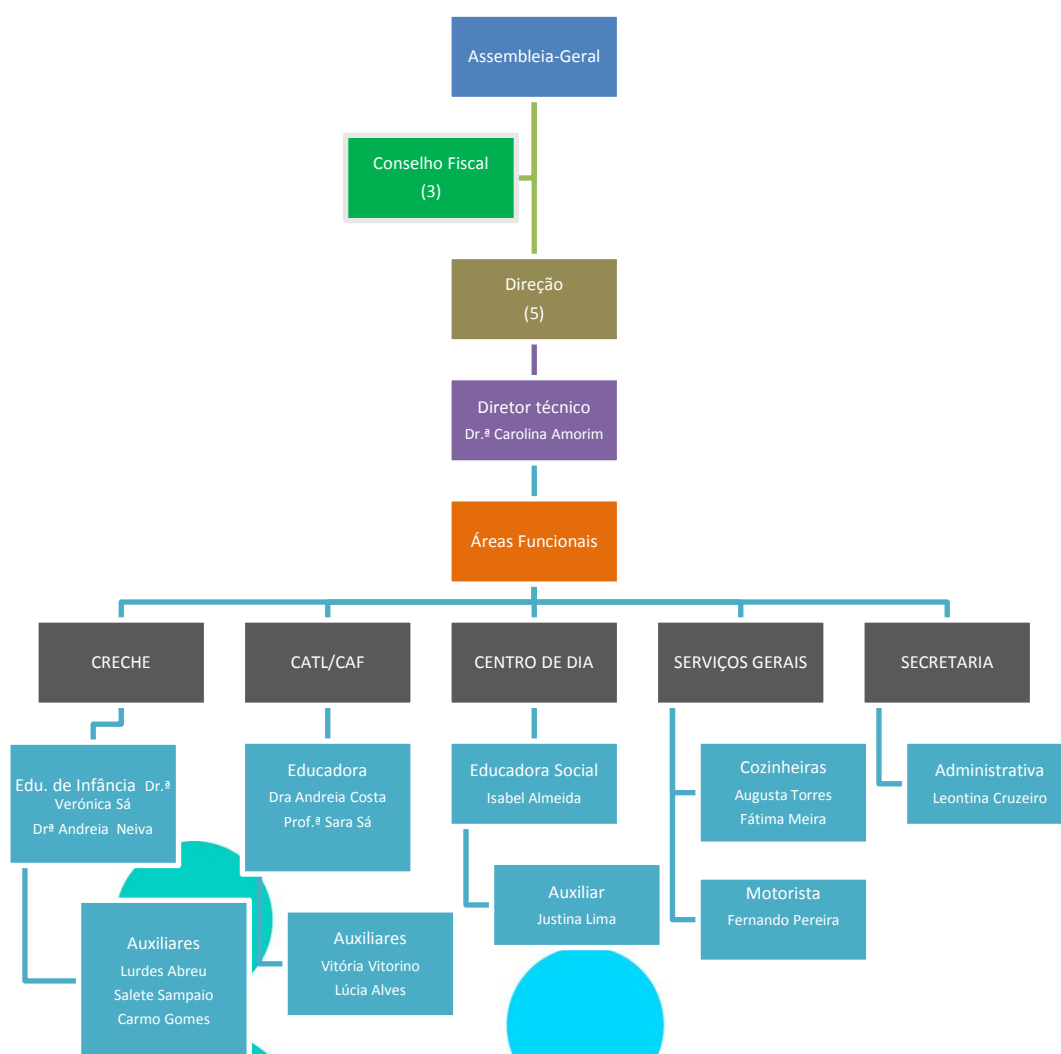 Assembleia-Geral
Conselho Fiscal
(3)
Direção
(5)
Diretor técnico
Dr.ª Carolina Amorim
Áreas Funcionais
CRECHE
CATL/CAF
CENTRO DE DIA
SERVIÇOS GERAIS
SECRETARIA
Edu. de Infância Dr.ª
Verónica Sá
Drª Andreia Neiva
Auxiliares
Lurdes Abreu
Salete Sampaio
Carmo Gomes
Educadora
Dra Andreia Costa
Prof.ª Sara Sá
Auxiliares
Vitória Vitorino
Lúcia Alves
Educadora Social
Isabel Almeida
Auxiliar
Justina Lima
Cozinheiras
Augusta Torres
Fátima Meira
Motorista
Fernando Pereira
Administrativa
Leontina Cruzeiro